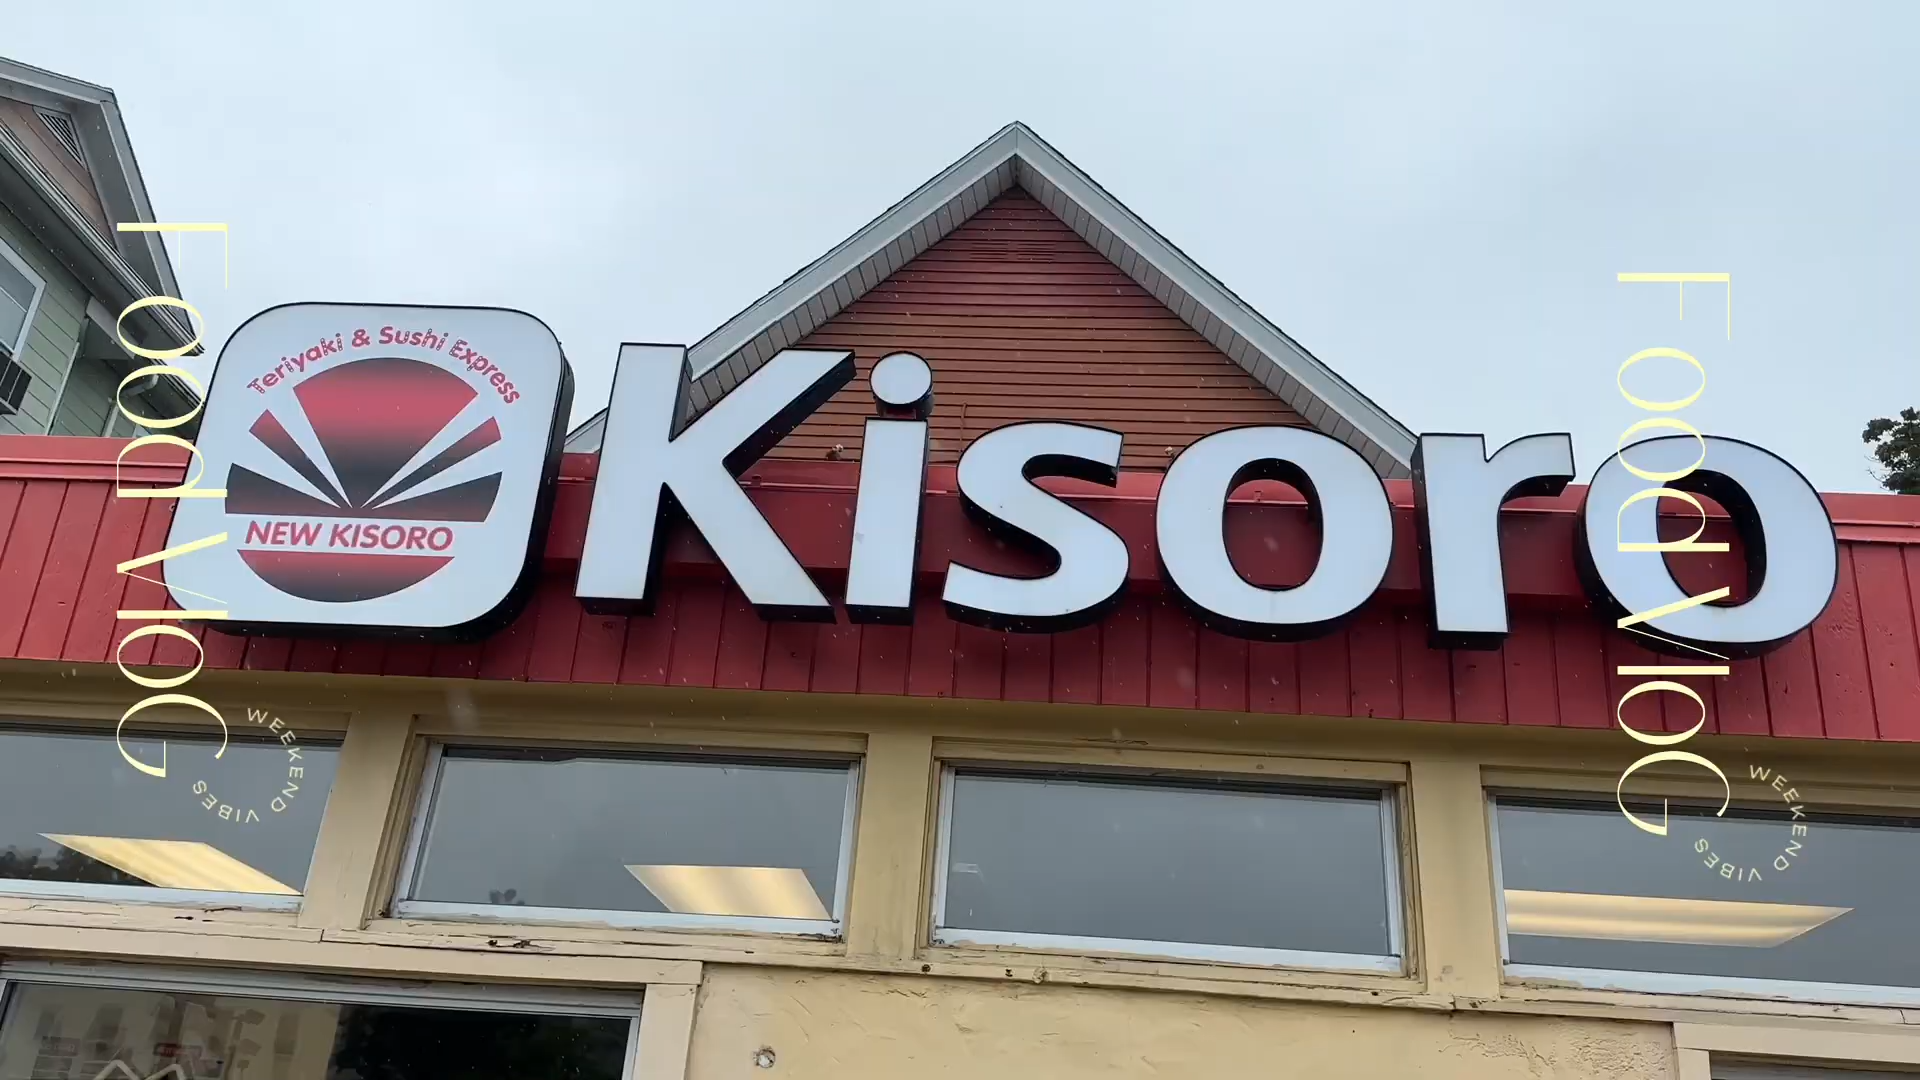 Teriyaki & Sushi Express
NEW KISORO
Kisoro
Food Vlog
WEEKEND VIBES
Food Vlog
WEEKEND VIBES